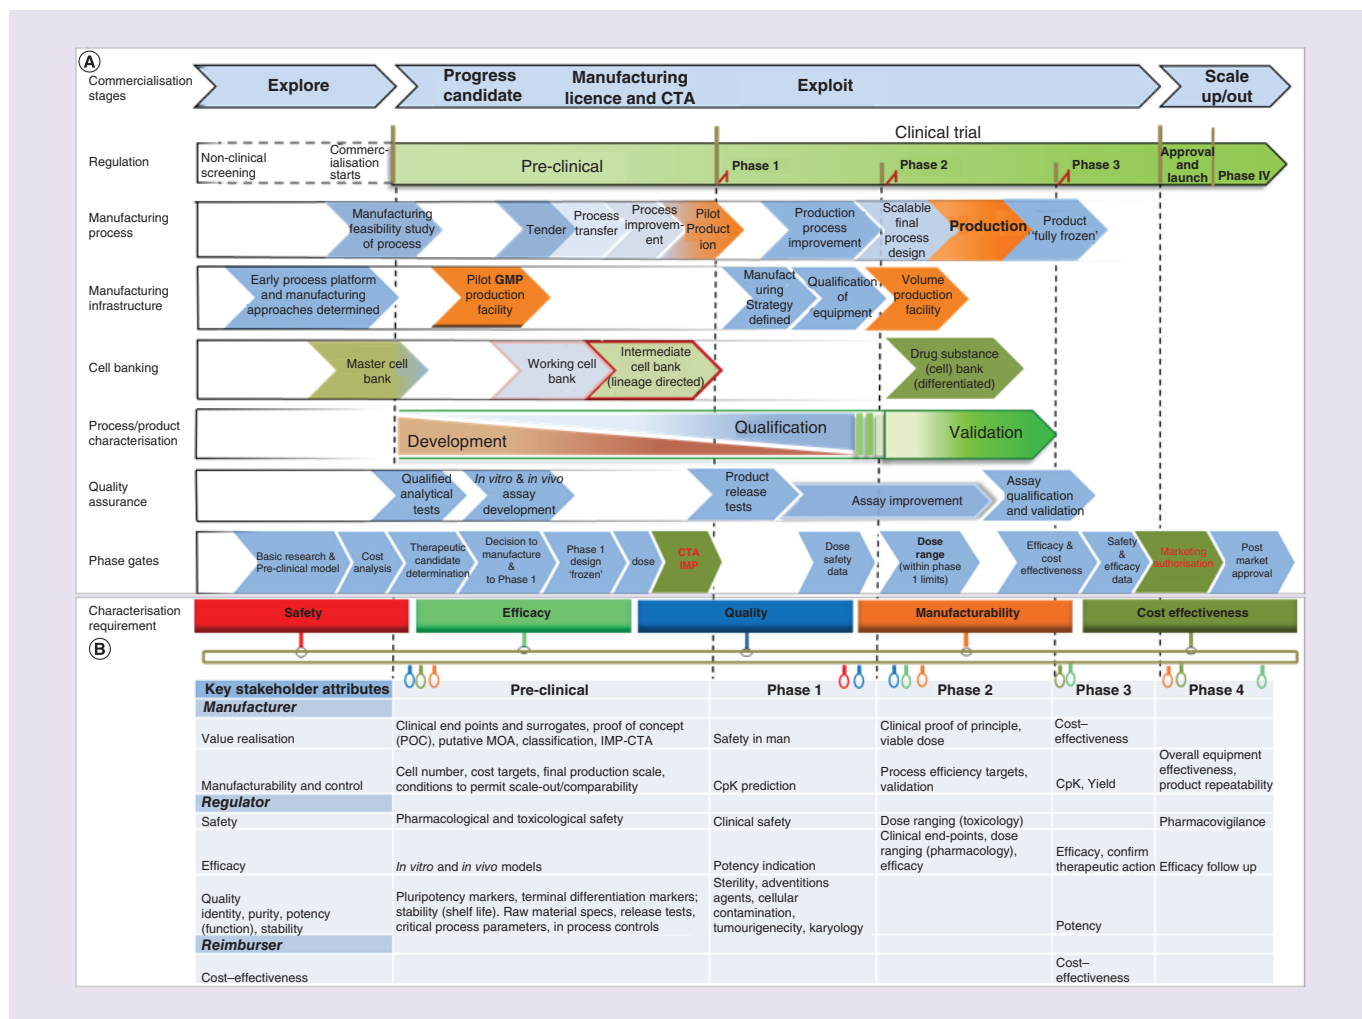 A
Commercialisation
stages
Explore
Progress
candidate
Manufacturing
licence and CTA
Exploit
Scale
up/out
Clinical trial
Regulation
Non-clinical
screening
Commerc-
ialisation
starts
Pre-clinical
Phase 1
Phase 2
Phase 3
Approval
and
launch
Phase IV
Manufacturing
process
Manufacturing
feasibility study
of process
Tender
Process
transfer
Process
improvem-
ent
Pilot
Product
ion
Production
process
improvement
Scalable
final
process
design
Production
Product
'fully frozen'
Manufacturing
infrastructure
Early process platform
and manufacturing
approaches determined
Pilot GMP
production
facility
Manufact
uring
Strategy
defined
Qualification
of
equipment
Volume
production
facility
Cell banking
Master cell
bank
Working cell
bank
Intermediate
cell bank
(lineage directed)
Drug substance
(cell) bank
(differentiated)
Process/product
characterisation
Development
Qualification
Validation
Quality
assurance
Qualified
analytical
tests
In vitro & in vivo
assay
development
Product
release
tests
Assay improvement
Assay
qualification
and validation
Phase gates
Basic research &
Pre-clinical model
Cost
analysis
Therapeutic
candidate
determination
Decision to
manufacture
&
to Phase 1
Phase 1
design
'frozen'
dose
CTA
IMP
Dose
safety
data
Dose
range
(within phase
1 limits)
Efficacy &
cost
effectiveness
Safety
&
efficacy
data
Marketing
authorisation
Post
market
approval
Characterisation
requirement
Safety
Efficacy
Quality
Manufacturability
Cost effectiveness
B
Key stakeholder attributes
Pre-clinical
Phase 1
Phase 2
Phase 3
Phase 4
Manufacturer
Value realisation
Clinical end points and surrogates, proof of concept
(POC), putative MOA, classification, IMP-CTA
Safety in man
Clinical proof of principle,
viable dose
Cost–
effectiveness
Manufacturability and control
Cell number, cost targets, final production scale,
conditions to permit scale-out/comparability
CpK prediction
Process efficiency targets,
validation
CpK, Yield
Overall equipment
effectiveness,
product repeatability
Regulator
Safety
Pharmacological and toxicological safety
Clinical safety
Dose ranging (toxicology)
Pharmacovigilance
Efficacy
In vitro and in vivo models
Potency indication
Clinical end-points, dose
ranging (pharmacology),
efficacy
Efficacy, confirm
therapeutic action
Efficacy follow up
Quality
identity, purity, potency
(function), stability
Pluripotency markers, terminal differentiation markers;
stability (shelf life). Raw material specs, release tests,
critical process parameters, in process controls
Sterility, adventitions
agents, cellular
contamination,
tumourigenecity, karyology
Potency
Reimburser
Cost–effectiveness
Cost–
effectiveness